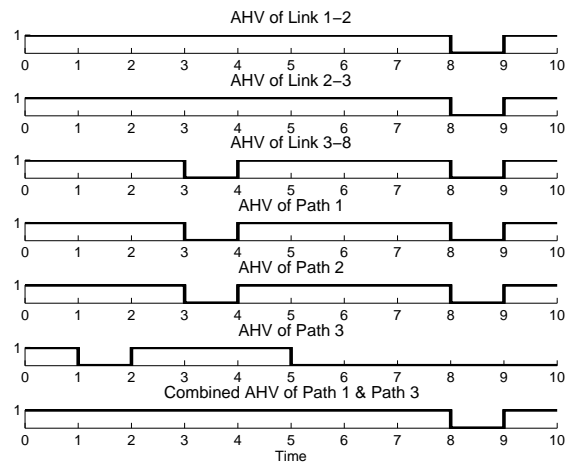 AHV of Link 1−2
1
0 1 2 3 4 5 6 7 8 9 10
AHV of Link 2−3
1
0 1 2 3 4 5 6 7 8 9 10
AHV of Link 3−8
1
0 1 2 3 4 5 6 7 8 9 10
AHV of Path 1
1
0 1 2 3 4 5 6 7 8 9 10
AHV of Path 2
1
0 1 2 3 4 5 6 7 8 9 10
AHV of Path 3
1
0 1 2 3 4 5 6 7 8 9 10
Combined AHV of Path 1 & Path 3
1
0 1 2 3 4 5 6 7 8 9 10
Time